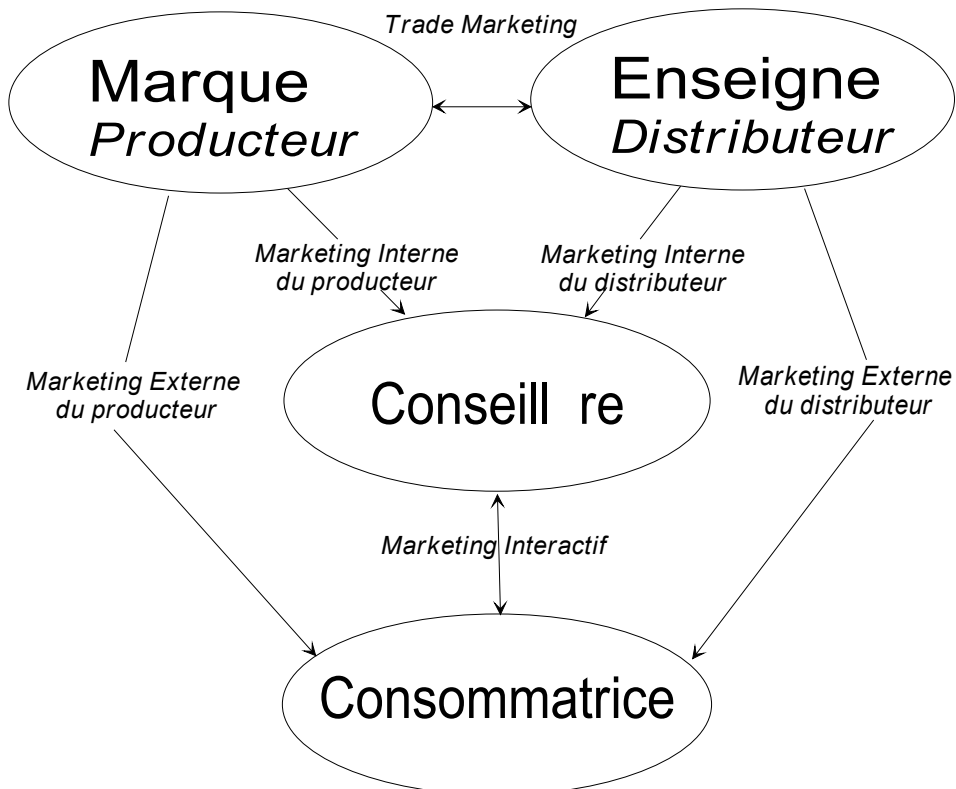 Trade Marketing
Marque
Producteur
Enseigne
Distributeur
Marketing Interne
du producteur
Marketing Interne
du distributeur
Marketing Externe
du producteur
Marketing Externe
du distributeur
Conseill re
Marketing Interactif
Consommatrice